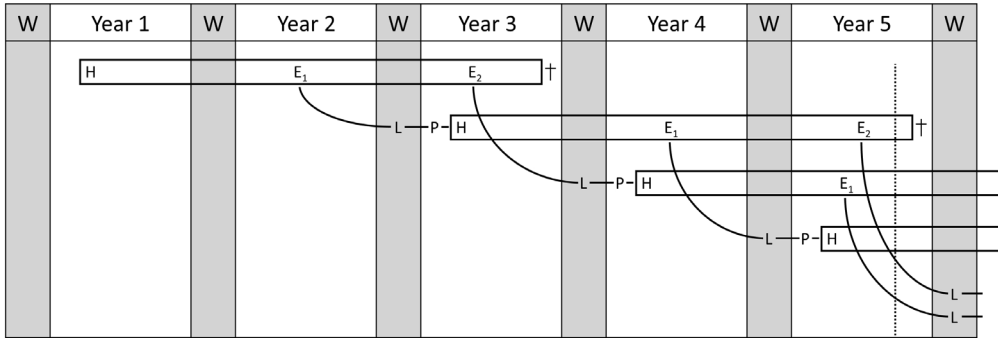 W Year 1 W Year 2 W Year 3 W Year 4 W Year 5 W
H E₁ E₂ †
L P H E₁ E₂ †
L P H E₁
L P H
L
L